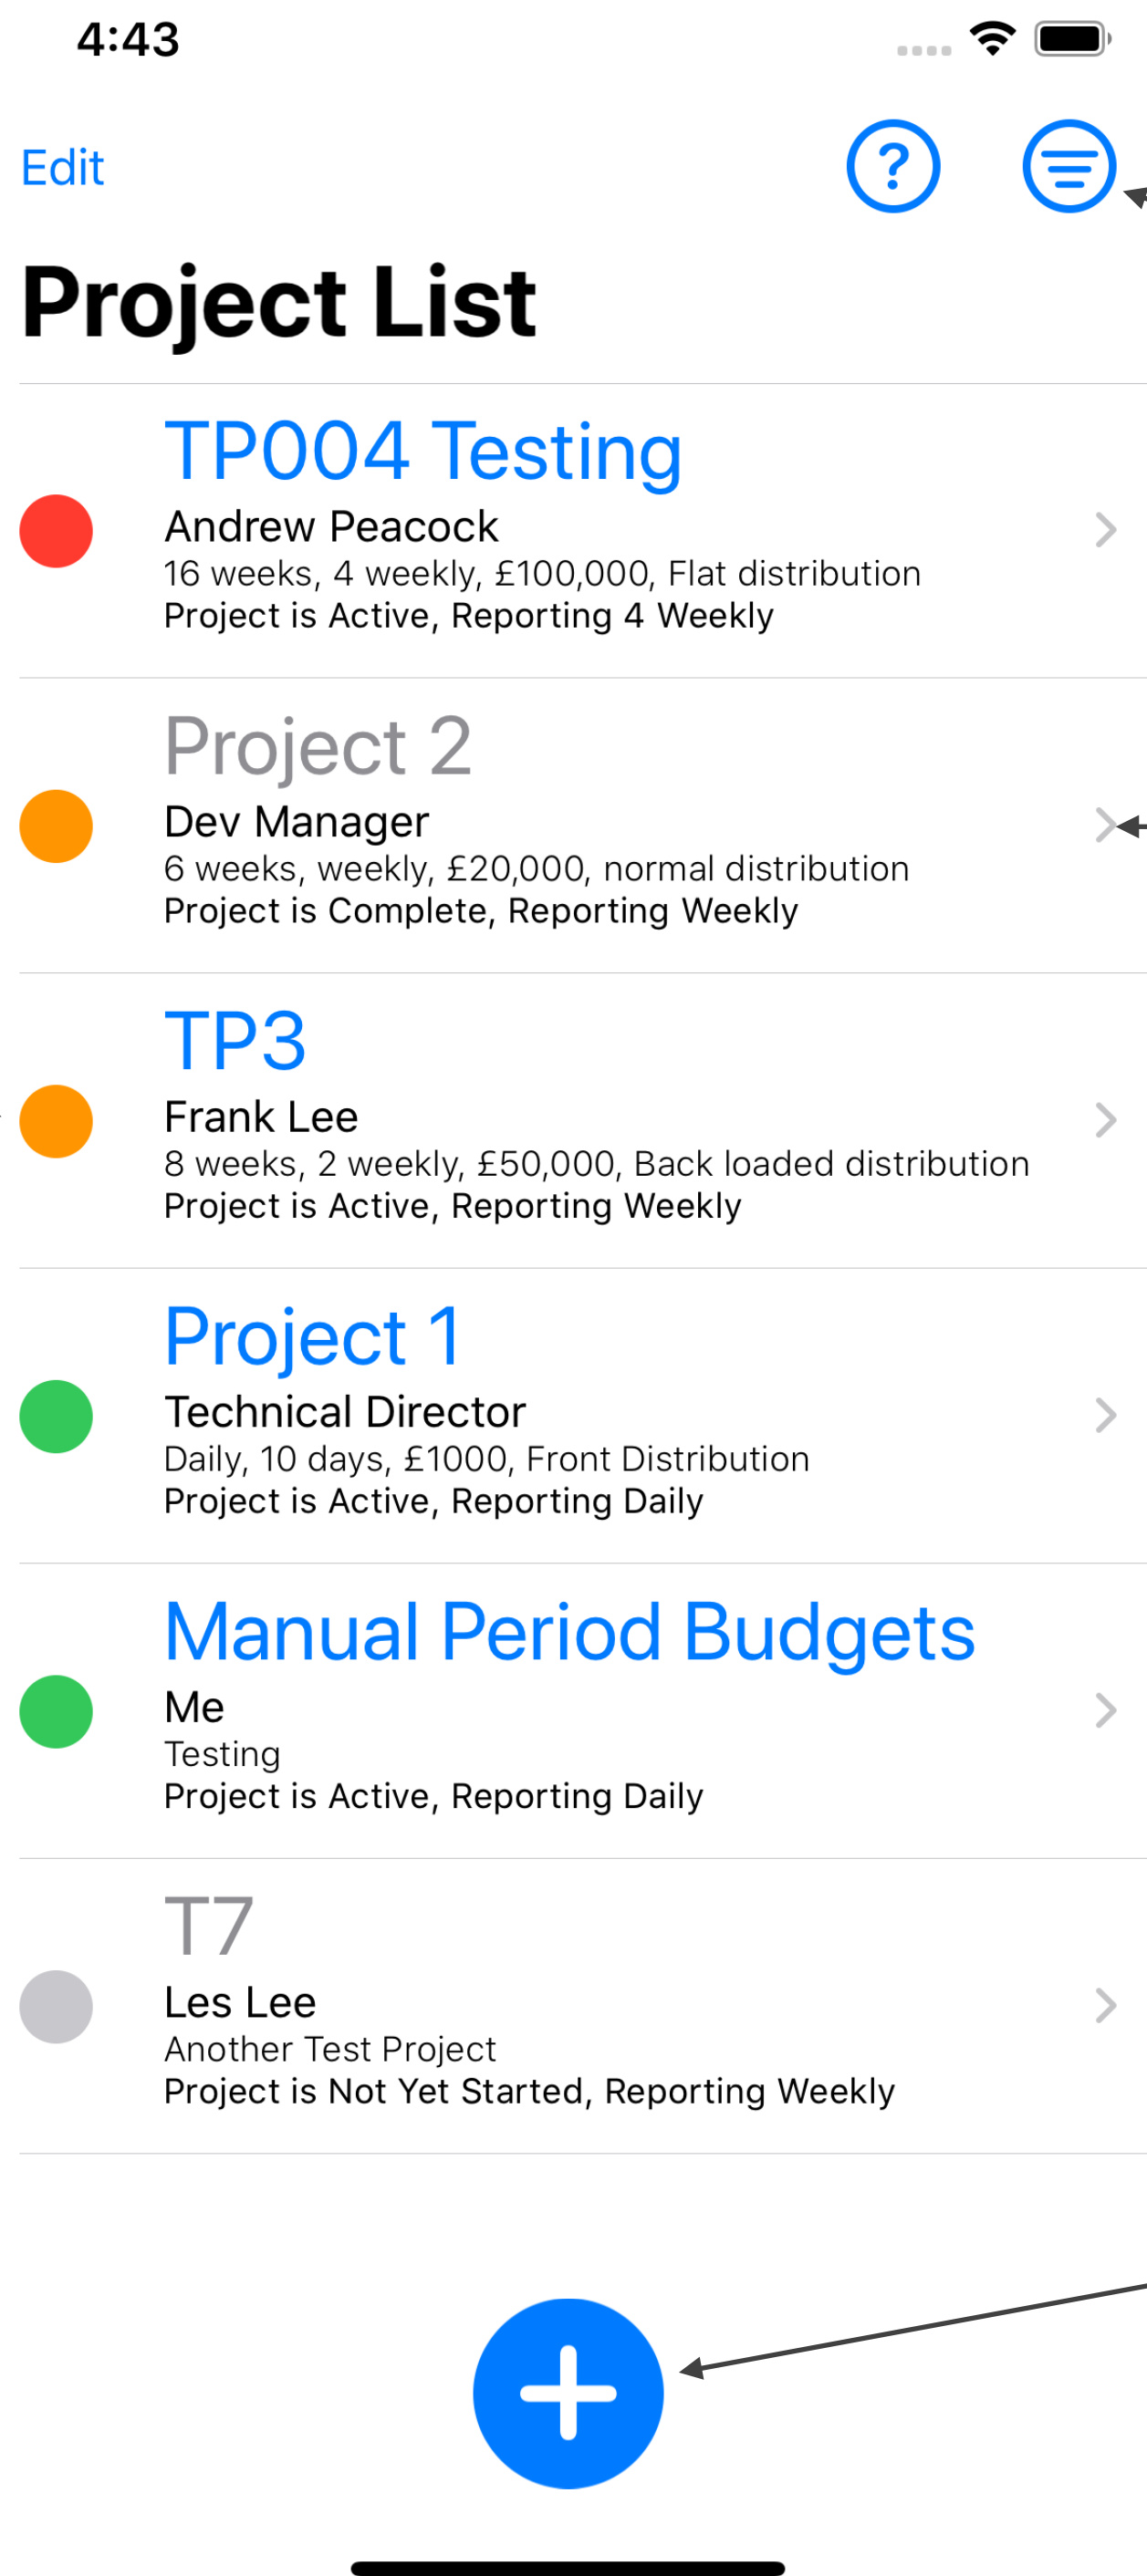 4:43
Edit
?
Project List
TP004 Testing
Andrew Peacock
16 weeks, 4 weekly, £100,000, Flat distribution
Project is Active, Reporting 4 Weekly
Project 2
Dev Manager
6 weeks, weekly, £20,000, normal distribution
Project is Complete, Reporting Weekly
TP3
Frank Lee
8 weeks, 2 weekly, £50,000, Back loaded distribution
Project is Active, Reporting Weekly
Project 1
Technical Director
Daily, 10 days, £1000, Front Distribution
Project is Active, Reporting Daily
Manual Period Budgets
Me
Testing
Project is Active, Reporting Daily
T7
Les Lee
Another Test Project
Project is Not Yet Started, Reporting Weekly